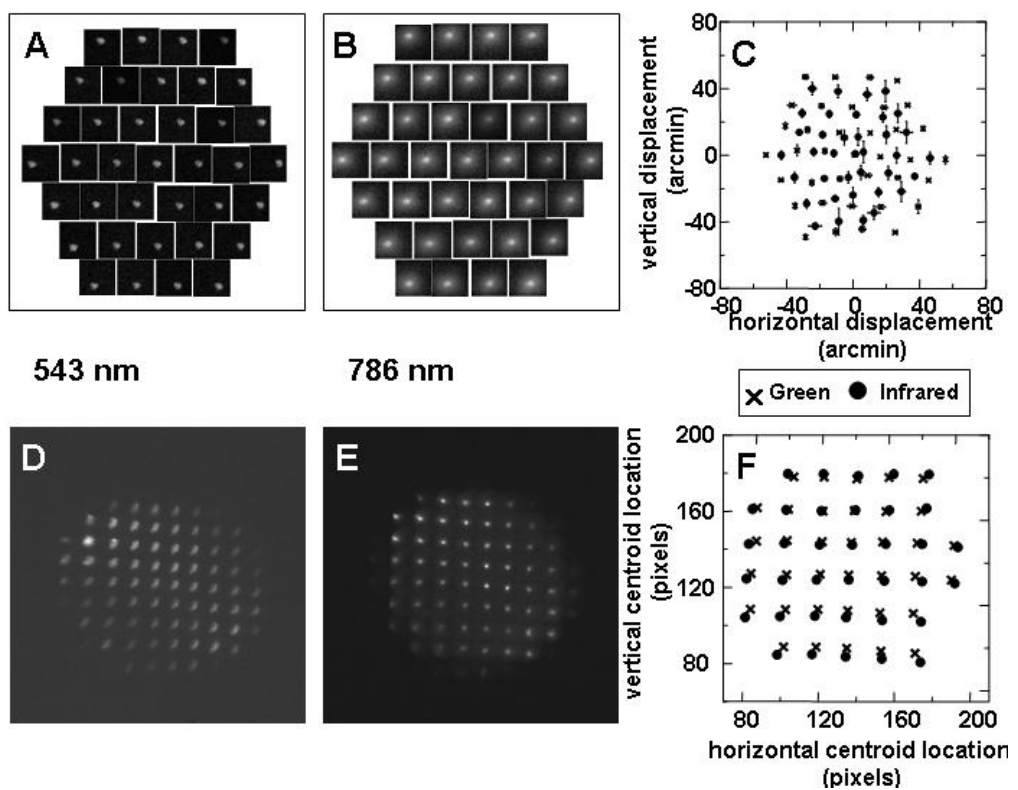 A
B
C
80
40
0
-40
-80
vertical displacement
(arcmin)
-80 -40 0 40 80
horizontal displacement
(arcmin)
543 nm
786 nm
Green Infrared
D
E
F
200
160
120
80
vertical centroid location
(pixels)
80 120 160 200
horizontal centroid location
(pixels)